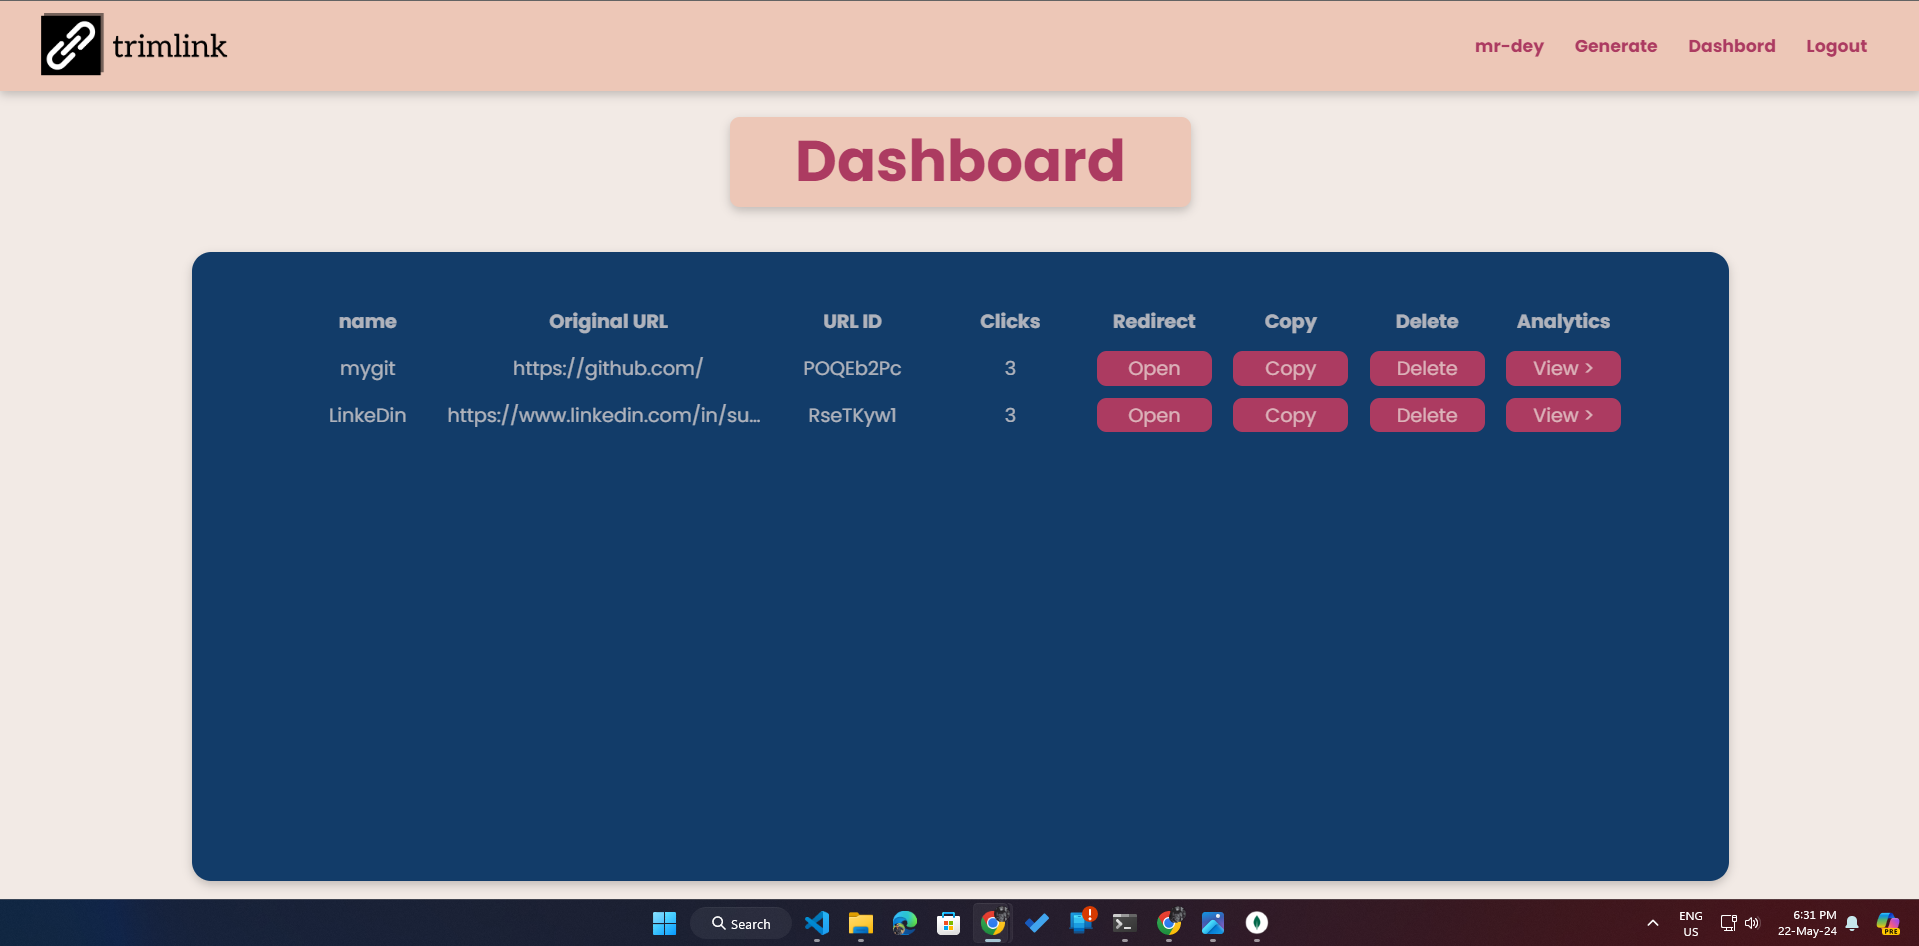 trimlink
mr-dey Generate Dashbord Logout
Dashboard
name Original URL URL ID Clicks Redirect Copy Delete Analytics
mygit https://github.com/ POQEb2Pc 3 Open Copy Delete View >
LinkeDin https://www.linkedin.com/in/su... RseTKyw1 3 Open Copy Delete View >
Search
ENG
US
6:31 PM
22-May-24
PRE